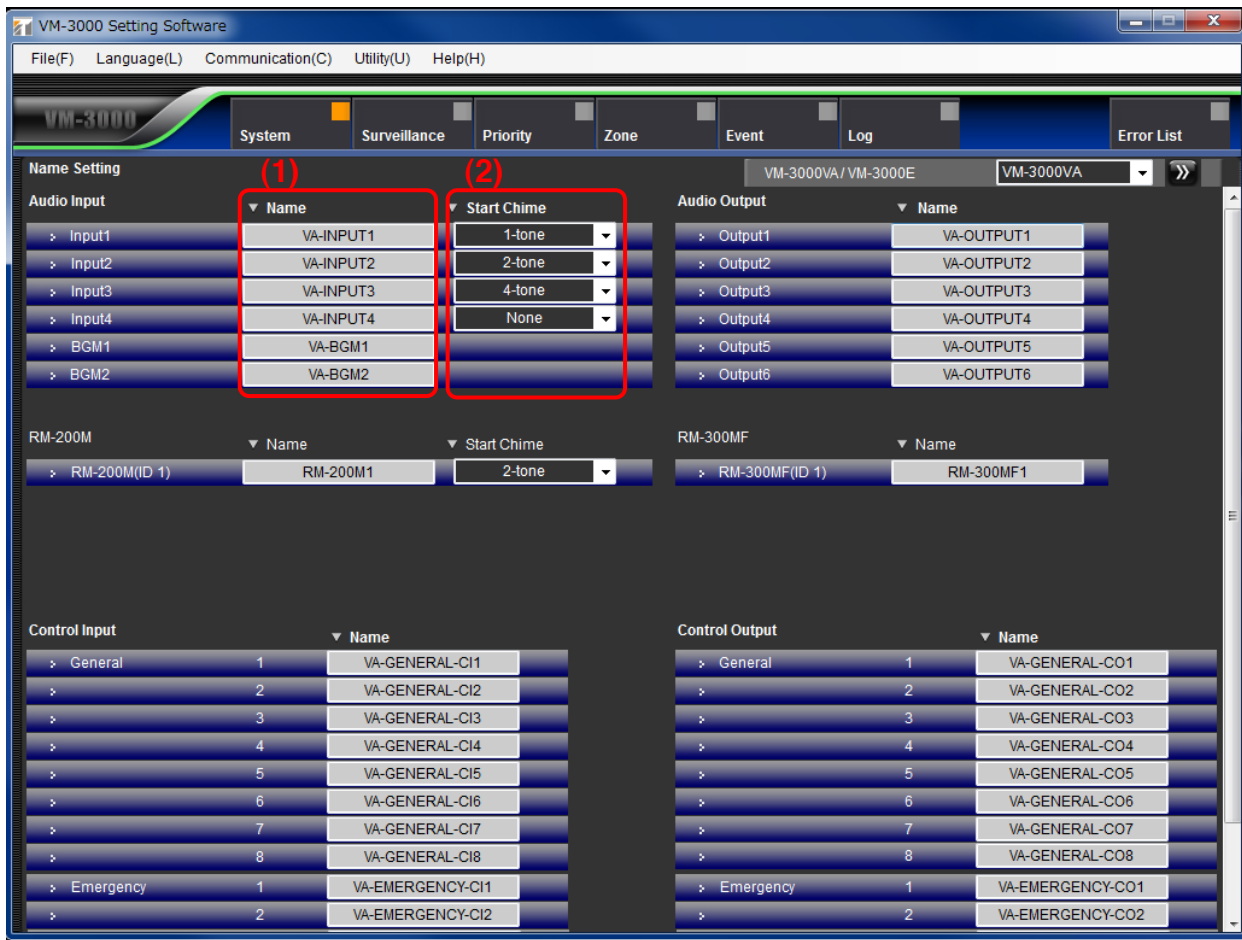 VM-3000 Setting Software
File(F) Language(L) Communication(C) Utility(U) Help(H)
VM-3000
System Surveillance Priority Zone Event Log Error List
Name Setting (1) (2) VM-3000VA / VM-3000E VM-3000VA
Audio Input Name Start Chime Audio Output Name
Input1 VA-INPUT1 1-tone Output1 VA-OUTPUT1
Input2 VA-INPUT2 2-tone Output2 VA-OUTPUT2
Input3 VA-INPUT3 4-tone Output3 VA-OUTPUT3
Input4 VA-INPUT4 None Output4 VA-OUTPUT4
BGM1 VA-BGM1 Output5 VA-OUTPUT5
BGM2 VA-BGM2 Output6 VA-OUTPUT6
RM-200M Name Start Chime RM-300MF Name
RM-200M(ID 1) RM-200M1 2-tone RM-300MF(ID 1) RM-300MF1
Control Input Name Control Output Name
General 1 VA-GENERAL-CI1 General 1 VA-GENERAL-CO1
2 VA-GENERAL-CI2 2 VA-GENERAL-CO2
3 VA-GENERAL-CI3 3 VA-GENERAL-CO3
4 VA-GENERAL-CI4 4 VA-GENERAL-CO4
5 VA-GENERAL-CI5 5 VA-GENERAL-CO5
6 VA-GENERAL-CI6 6 VA-GENERAL-CO6
7 VA-GENERAL-CI7 7 VA-GENERAL-CO7
8 VA-GENERAL-CI8 8 VA-GENERAL-CO8
Emergency 1 VA-EMERGENCY-CI1 Emergency 1 VA-EMERGENCY-CO1
2 VA-EMERGENCY-CI2 2 VA-EMERGENCY-CO2